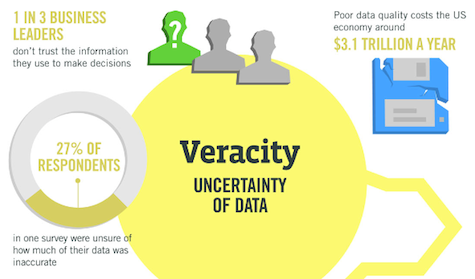 1 IN 3 BUSINESS
LEADERS
don't trust the information
they use to make decisions
?
Poor data quality costs the US
economy around
$3.1 TRILLION A YEAR
27% OF
RESPONDENTS
in one survey were unsure of
how much of their data was
inaccurate
Veracity
UNCERTAINTY
OF DATA